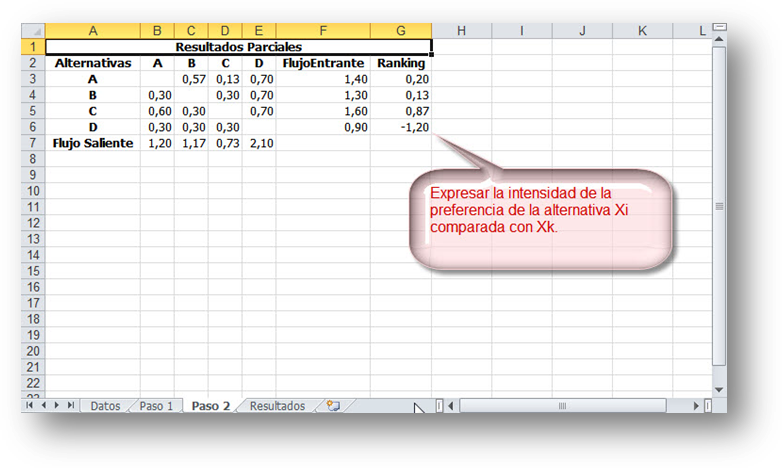 A B C D E F G H I J K L
1 Resultados Parciales
2 Alternativas A B C D FlujoEntrante Ranking
3 A 0,57 0,13 0,70 1,40 0,20
4 B 0,30 0,30 0,70 1,30 0,13
5 C 0,60 0,30 0,70 1,60 0,87
6 D 0,30 0,30 0,30 0,90 -1,20
7 Flujo Saliente 1,20 1,17 0,73 2,10
8
9
10
11
12
13
14
15
16
17
18
19
20
21
22
23
Expresar la intensidad de la
preferencia de la alternativa Xi
comparada con Xk.
Datos Paso 1 Paso 2 Resultados